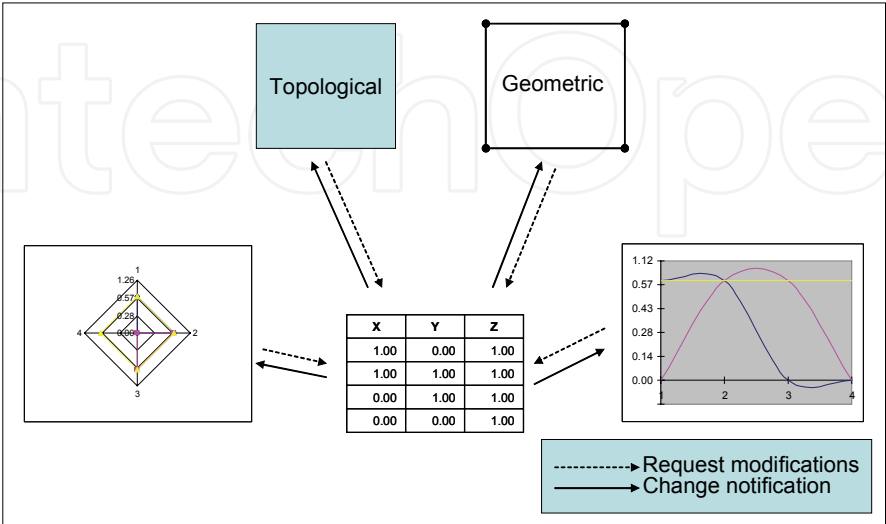 Topological
Geometric
1
1.26
0.57
0.28
0.00
4
2
3
X Y Z
1.00 0.00 1.00
1.00 1.00 1.00
0.00 1.00 1.00
0.00 0.00 1.00
1.12
0.57
0.43
0.28
0.14
0.00
1 2 3 4
Request modifications
Change notification
ntechOpe